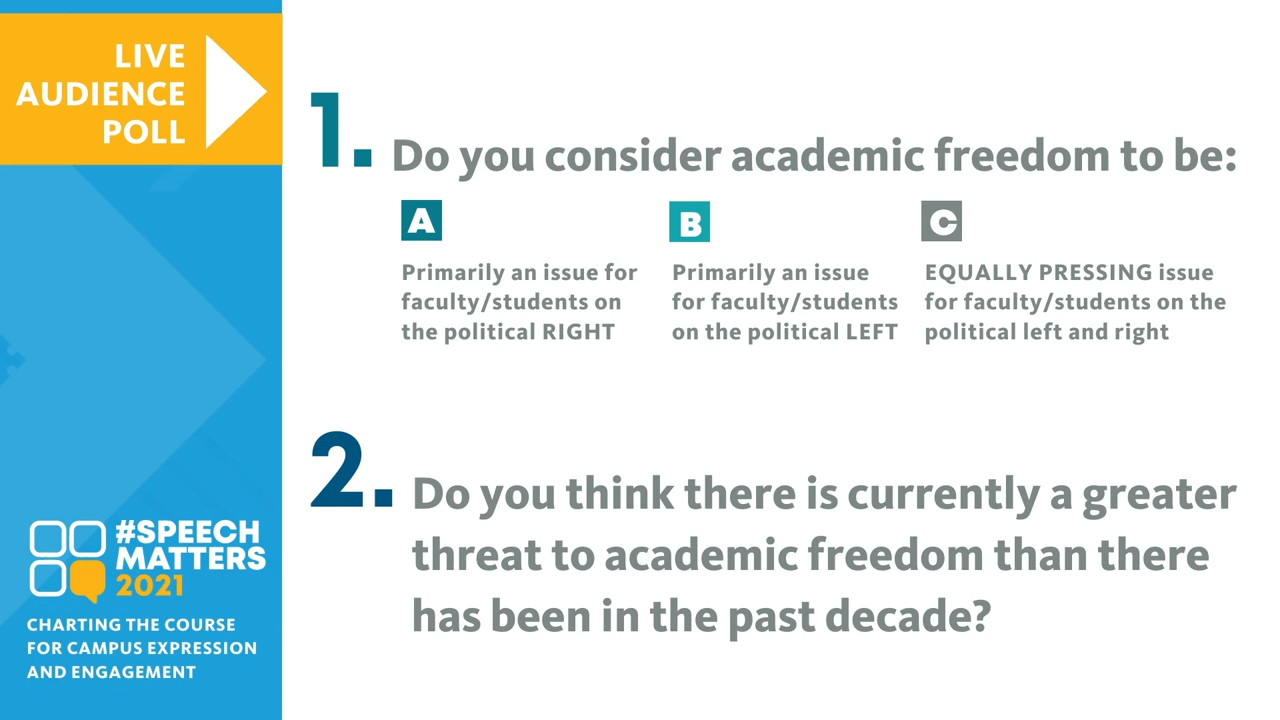 LIVE
AUDIENCE
POLL
1. Do you consider academic freedom to be:
A
Primarily an issue for
faculty/students on
the political RIGHT
B
Primarily an issue
for faculty/students
on the political LEFT
C
EQUALLY PRESSING issue
for faculty/students on the
political left and right
2. Do you think there is currently a greater
threat to academic freedom than there
has been in the past decade?
#SPEECH
MATTERS
2021
CHARTING THE COURSE
FOR CAMPUS EXPRESSION
AND ENGAGEMENT